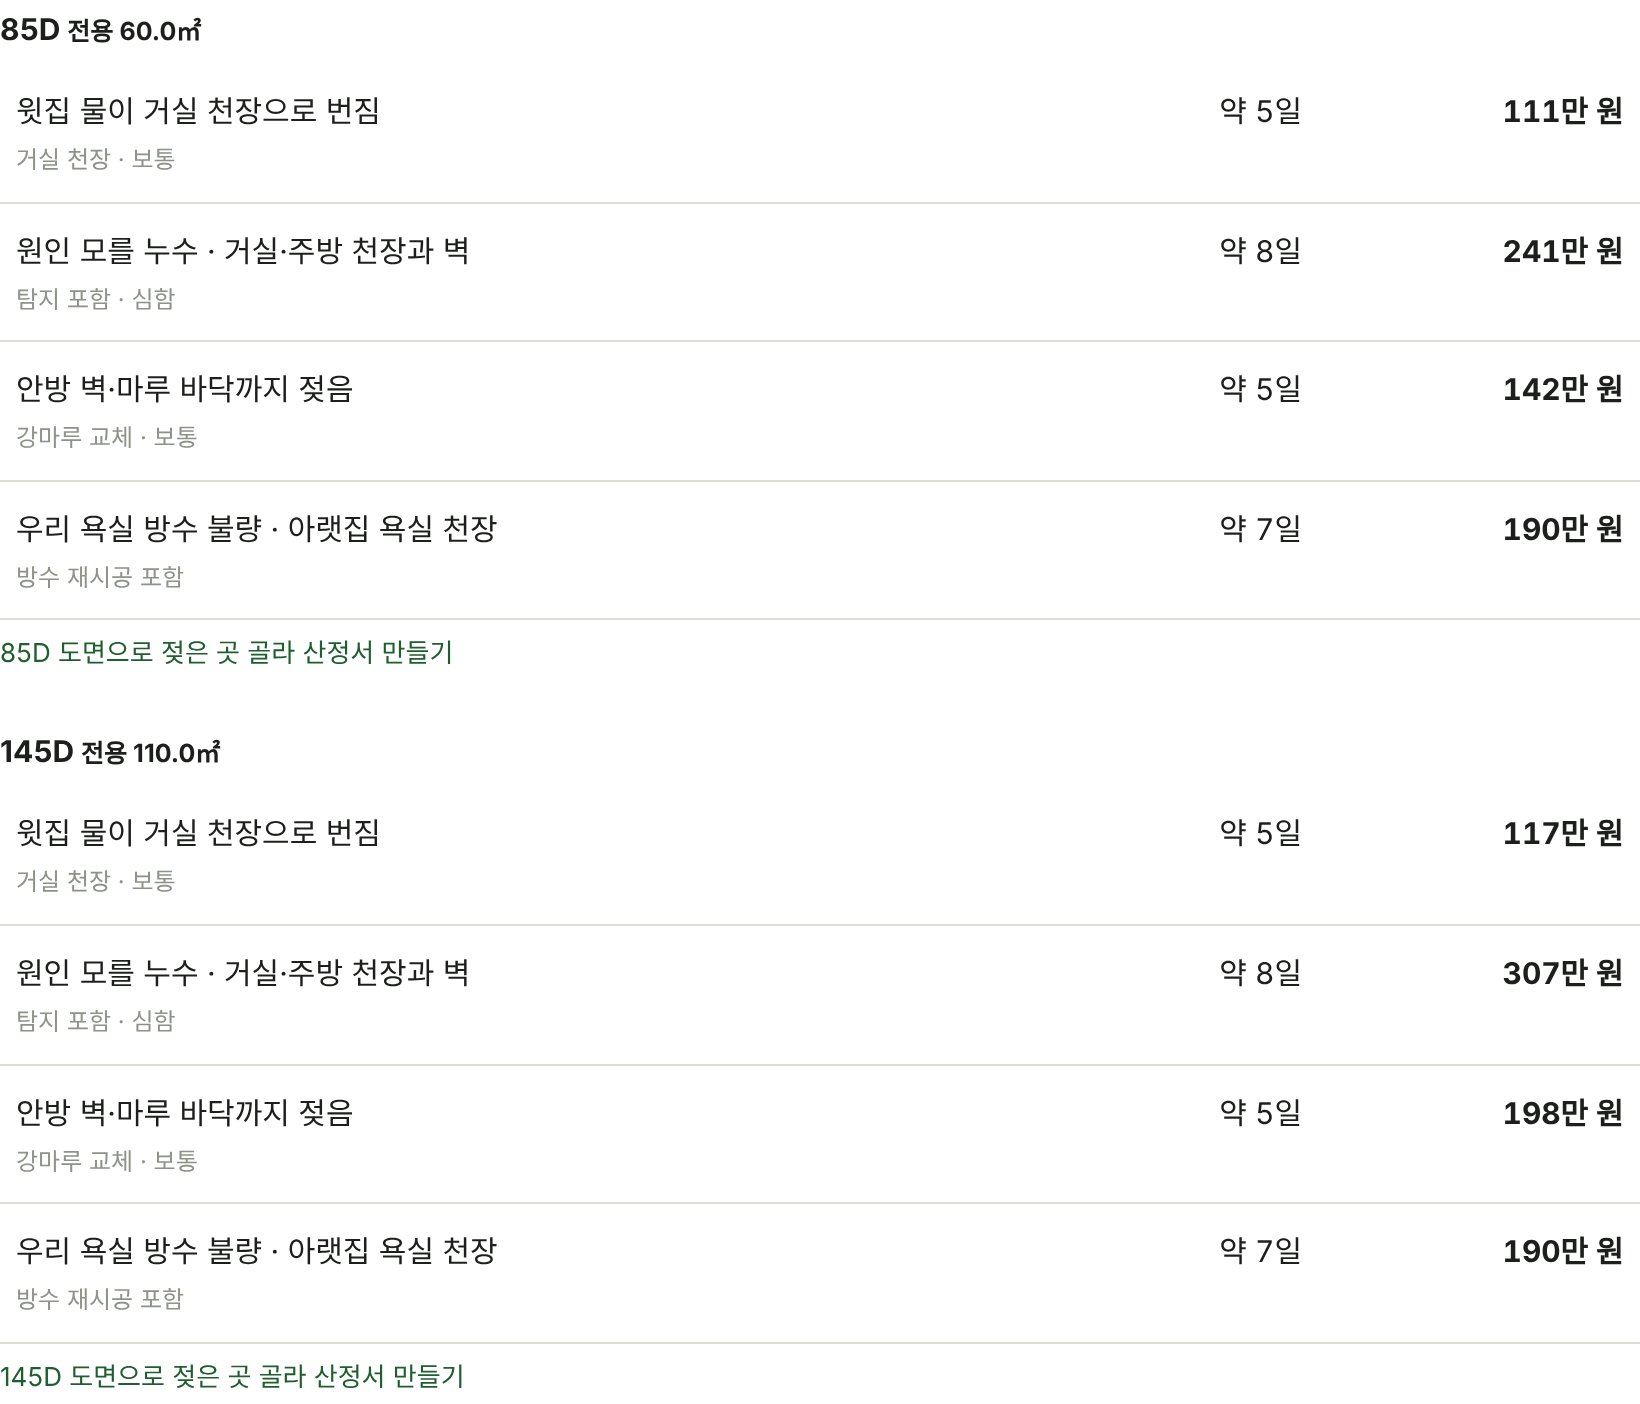 85D 전용 60.0㎡
윗집 물이 거실 천장으로 번짐 약 5일 111만 원
거실 천장 · 보통
원인 모를 누수 · 거실·주방 천장과 벽 약 8일 241만 원
탐지 포함 · 심함
안방 벽·마루 바닥까지 젖음 약 5일 142만 원
강마루 교체 · 보통
우리 욕실 방수 불량 · 아랫집 욕실 천장 약 7일 190만 원
방수 재시공 포함
85D 도면으로 젖은 곳 골라 산정서 만들기
145D 전용 110.0㎡
윗집 물이 거실 천장으로 번짐 약 5일 117만 원
거실 천장 · 보통
원인 모를 누수 · 거실·주방 천장과 벽 약 8일 307만 원
탐지 포함 · 심함
안방 벽·마루 바닥까지 젖음 약 5일 198만 원
강마루 교체 · 보통
우리 욕실 방수 불량 · 아랫집 욕실 천장 약 7일 190만 원
방수 재시공 포함
145D 도면으로 젖은 곳 골라 산정서 만들기